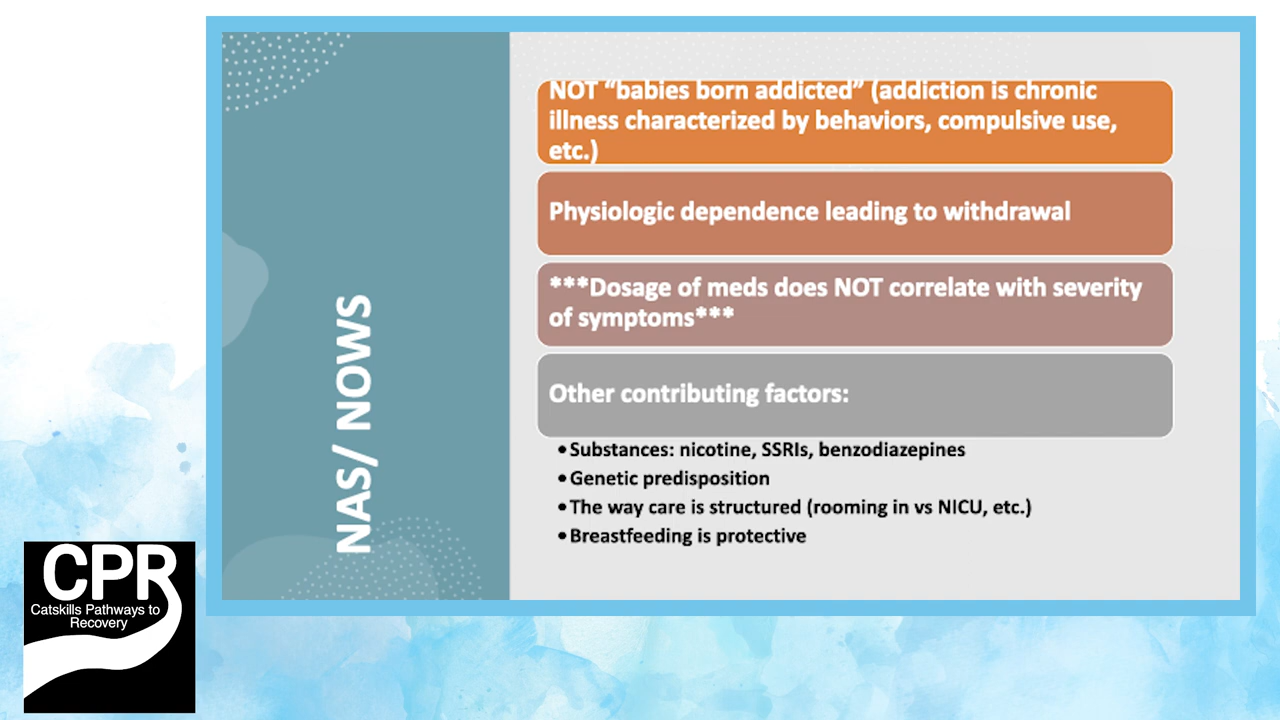 NAS/ NOWS
NOT “babies born addicted” (addiction is chronic
illness characterized by behaviors, compulsive use,
etc.)
Physiologic dependence leading to withdrawal
***Dosage of meds does NOT correlate with severity
of symptoms***
Other contributing factors:
•Substances: nicotine, SSRIs, benzodiazepines
•Genetic predisposition
•The way care is structured (rooming in vs NICU, etc.)
•Breastfeeding is protective
CPR
Catskills Pathways to
Recovery